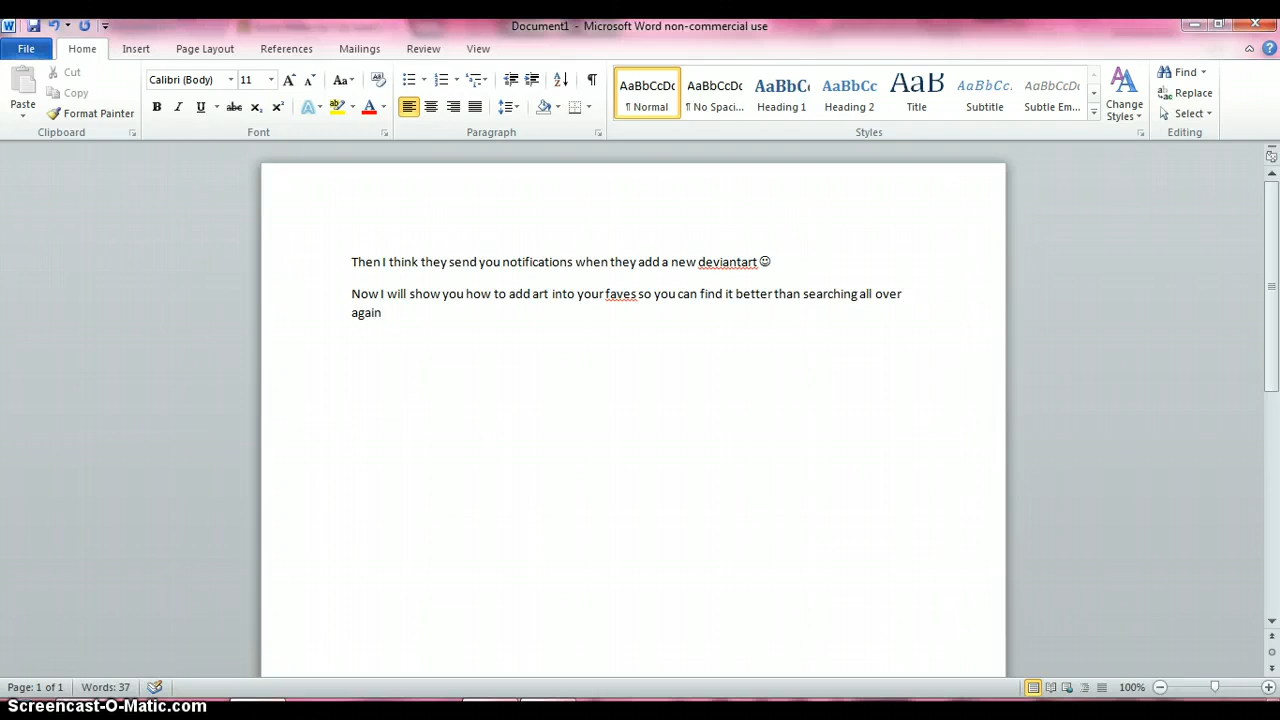 Document1 - Microsoft Word non-commercial use
File Home Insert Page Layout References Mailings Review View
Paste
Cut
Copy
Format Painter
Clipboard
Calibri (Body) 11
Font
Paragraph
AaBbCcDc AaBbCcDc AaBbCc AaBbCc AaB AaBbCcC. AaBbCcDc
¶ Normal ¶ No Spaci... Heading 1 Heading 2 Title Subtitle Subtle Em...
Change
Styles
Styles
Find
Replace
Select
Editing
Then I think they send you notifications when they add a new deviantart☺
Now I will show you how to add art into your faves so you can find it better than searching all over
again
Page: 1 of 1 Words: 37
100%
Screencast-O-Matic.com